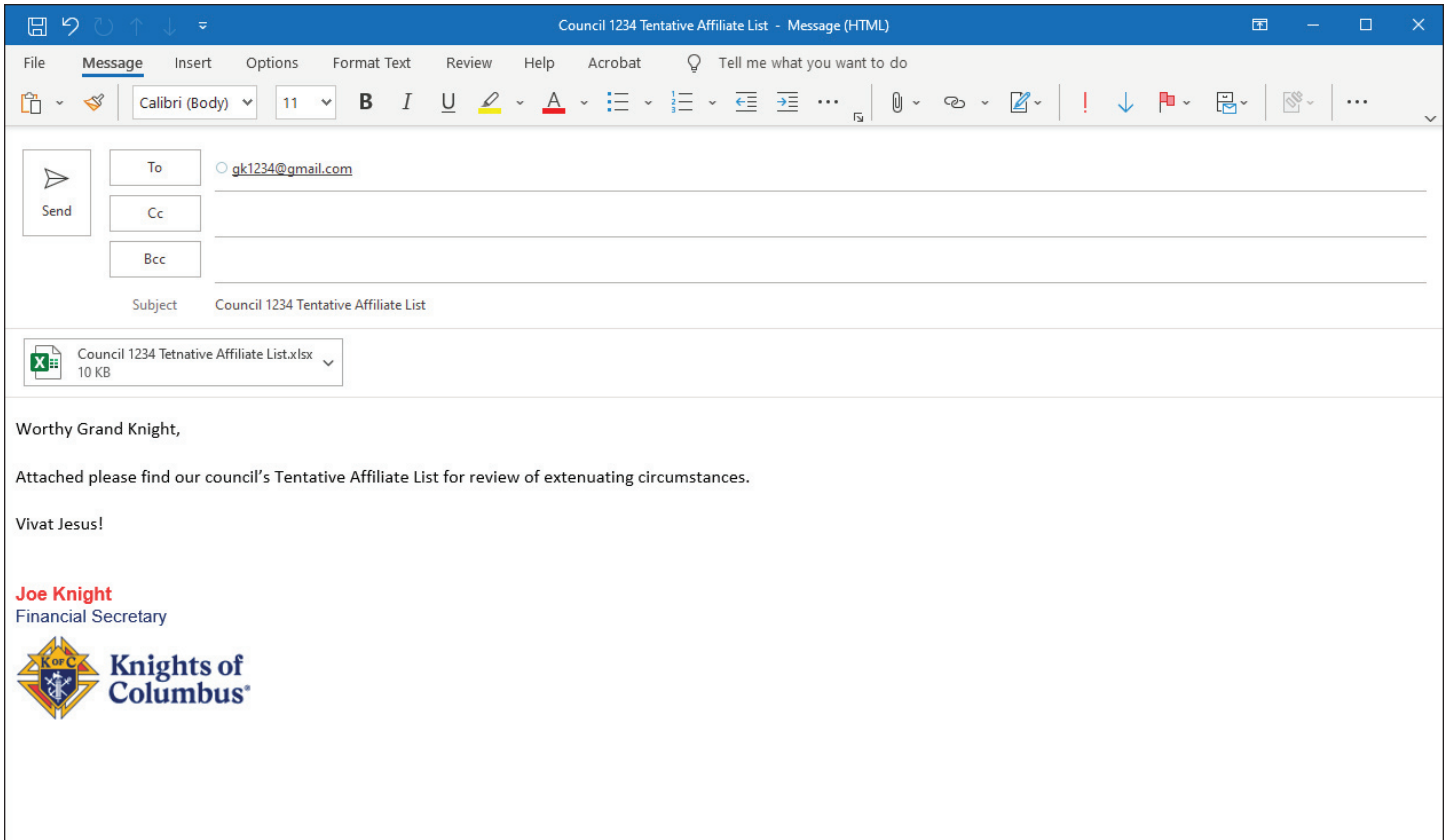 Council 1234 Tentative Affiliate List - Message (HTML)
File Message Insert Options Format Text Review Help Acrobat Tell me what you want to do
Calibri (Body) 11 B I U A
To gk1234@gmail.com
Send
Cc
Bcc
Subject Council 1234 Tentative Affiliate List
Council 1234 Tetnative Affiliate List.xlsx
10 KB
Worthy Grand Knight,
Attached please find our council’s Tentative Affiliate List for review of extenuating circumstances.
Vivat Jesus!
Joe Knight
Financial Secretary
K OF C
Knights of
Columbus®